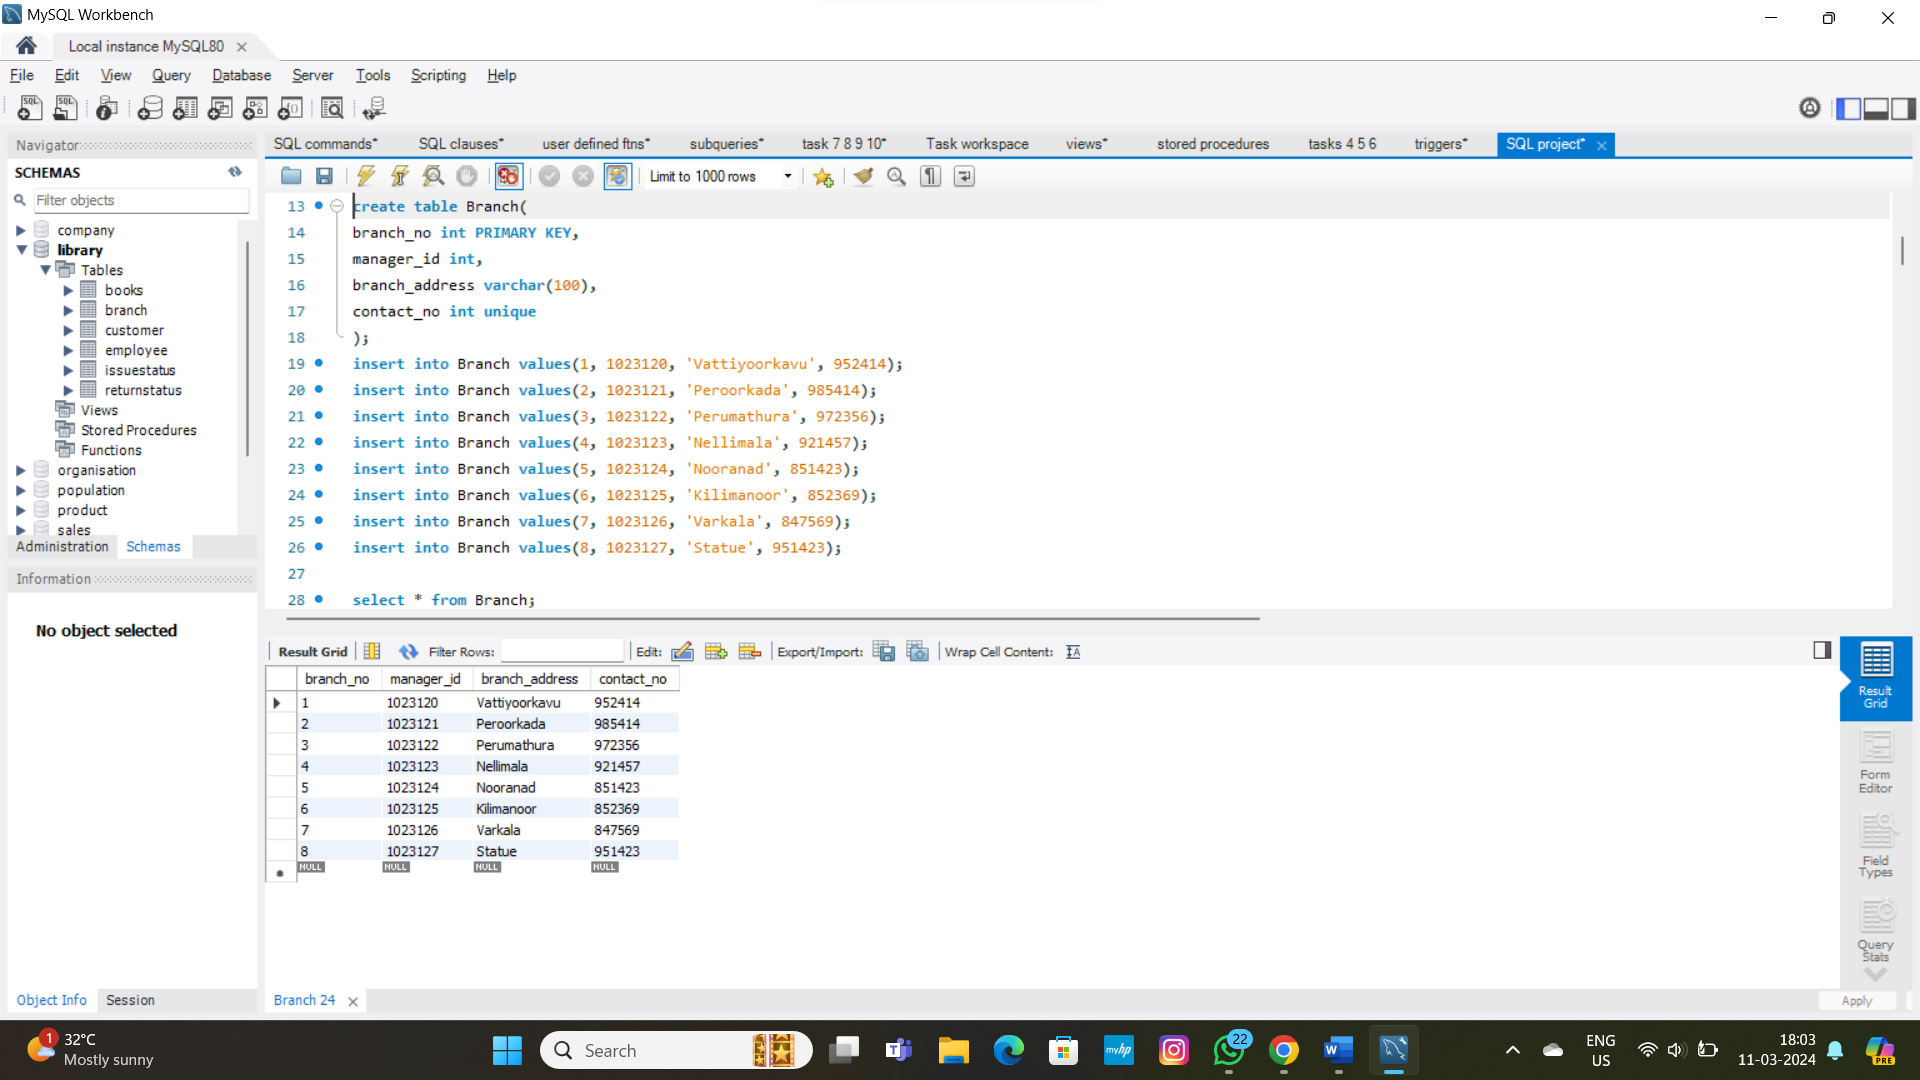 MySQL Workbench
Local instance MySQL80
File Edit View Query Database Server Tools Scripting Help
Navigator
SQL commands* SQL clauses* user defined ftns* subqueries* task 7 8 9 10* Task workspace views* stored procedures tasks 4 5 6 triggers* SQL project*
SCHEMAS
Limit to 1000 rows
Filter objects
company
library
Tables
books
branch
customer
employee
issuestatus
returnstatus
Views
Stored Procedures
Functions
organisation
population
product
sales
Administration Schemas
Information
No object selected
Object Info Session
13 create table Branch(
14 branch_no int PRIMARY KEY,
15 manager_id int,
16 branch_address varchar(100),
17 contact_no int unique
18 );
19 insert into Branch values(1, 1023120, 'Vattiyoorkavu', 952414);
20 insert into Branch values(2, 1023121, 'Peroorkada', 985414);
21 insert into Branch values(3, 1023122, 'Perumathura', 972356);
22 insert into Branch values(4, 1023123, 'Nellimala', 921457);
23 insert into Branch values(5, 1023124, 'Nooranad', 851423);
24 insert into Branch values(6, 1023125, 'Kilimanoor', 852369);
25 insert into Branch values(7, 1023126, 'Varkala', 847569);
26 insert into Branch values(8, 1023127, 'Statue', 951423);
27
28 select * from Branch;
Result Grid Filter Rows: Edit: Export/Import: Wrap Cell Content:
branch_no manager_id branch_address contact_no
1 1023120 Vattiyoorkavu 952414
2 1023121 Peroorkada 985414
3 1023122 Perumathura 972356
4 1023123 Nellimala 921457
5 1023124 Nooranad 851423
6 1023125 Kilimanoor 852369
7 1023126 Varkala 847569
8 1023127 Statue 951423
NULL NULL NULL NULL
Result
Grid
Form
Editor
Field
Types
Query
Stats
Branch 24
Apply
1
32°C
Mostly sunny
Search
myhp
22
ENG
US
18:03
11-03-2024
PRE